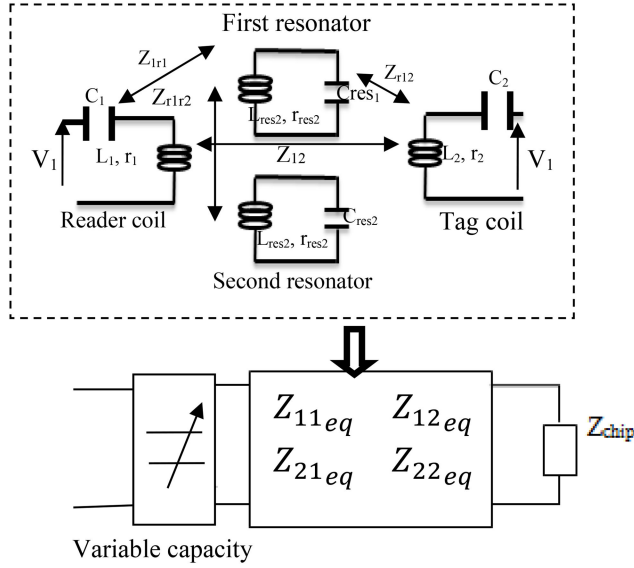 First resonator
Z1r1
Zr12
C1
Zr1r2
Cres1
C2
Lres2, rres2
V1
L1, r1
Z12
L2, r2
V1
Reader coil
Cres2
Tag coil
Lres2, rres2
Second resonator
Z11eq Z12eq
Z21eq Z22eq
Zchip
Variable capacity